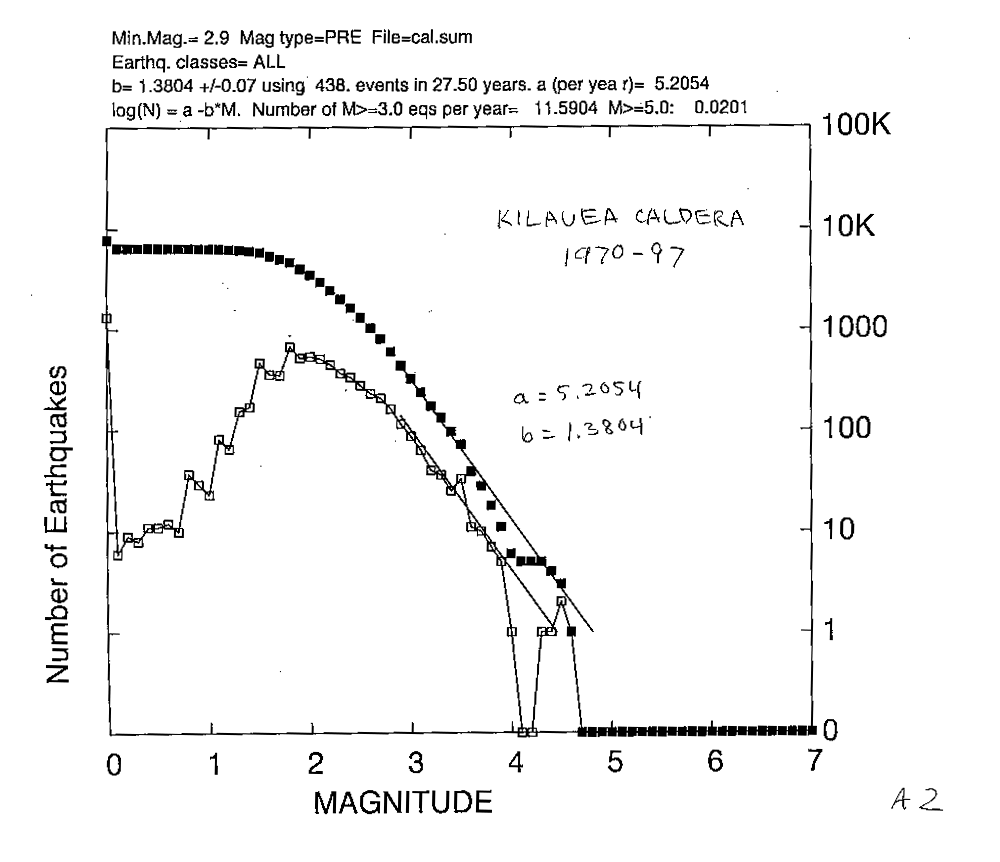 Min.Mag.= 2.9 Mag type=PRE File=cal.sum
Earthq. classes= ALL
b= 1.3804 +/-0.07 using 438. events in 27.50 years. a (per yea r)= 5.2054
log(N) = a -b*M. Number of M>=3.0 eqs per year= 11.5904 M>=5.0: 0.0201
100K
KILAUEA CALDERA
10K
1970-97
1000
a = 5.2054
100
b = 1.3804
10
1
0
Number of Earthquakes
0 1 2 3 4 5 6 7
MAGNITUDE
A2